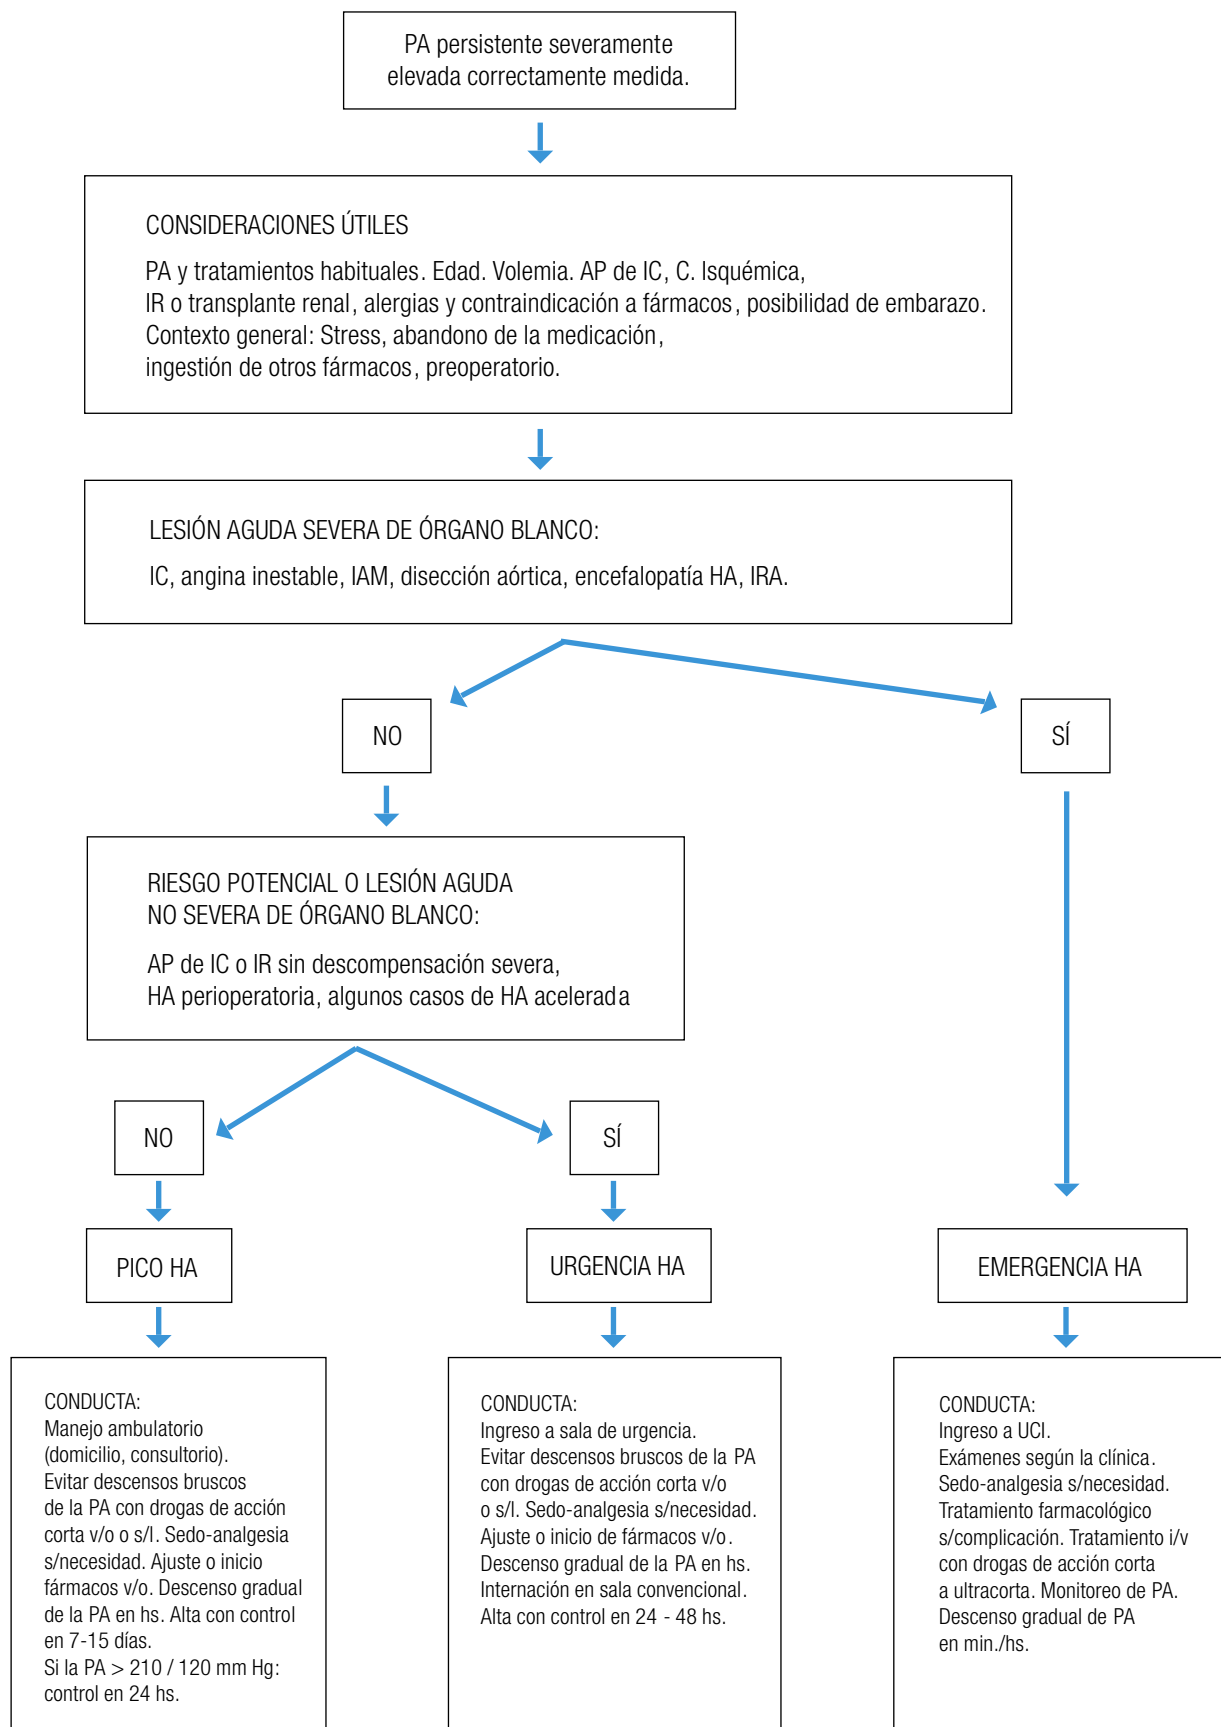 PA persistente severamente
elevada correctamente medida.
CONSIDERACIONES ÚTILES
PA y tratamientos habituales. Edad. Volemia. AP de IC, C. Isquémica,
IR o transplante renal, alergias y contraindicación a fármacos, posibilidad de embarazo.
Contexto general: Stress, abandono de la medicación,
ingestión de otros fármacos, preoperatorio.
LESIÓN AGUDA SEVERA DE ÓRGANO BLANCO:
IC, angina inestable, IAM, disección aórtica, encefalopatía HA, IRA.
NO
SÍ
RIESGO POTENCIAL O LESIÓN AGUDA
NO SEVERA DE ÓRGANO BLANCO:
AP de IC o IR sin descompensación severa,
HA perioperatoria, algunos casos de HA acelerada
NO
SÍ
PICO HA
URGENCIA HA
EMERGENCIA HA
CONDUCTA:
Manejo ambulatorio
(domicilio, consultorio).
Evitar descensos bruscos
de la PA con drogas de acción
corta v/o o s/l. Sedo-analgesia
s/necesidad. Ajuste o inicio
fármacos v/o. Descenso gradual
de la PA en hs. Alta con control
en 7-15 días.
Si la PA > 210 / 120 mm Hg:
control en 24 hs.
CONDUCTA:
Ingreso a sala de urgencia.
Evitar descensos bruscos de la PA
con drogas de acción corta v/o
o s/l. Sedo-analgesia s/necesidad.
Ajuste o inicio de fármacos v/o.
Descenso gradual de la PA en hs.
Internación en sala convencional.
Alta con control en 24 - 48 hs.
CONDUCTA:
Ingreso a UCI.
Exámenes según la clínica.
Sedo-analgesia s/necesidad.
Tratamiento farmacológico
s/complicación. Tratamiento i/v
con drogas de acción corta
a ultracorta. Monitoreo de PA.
Descenso gradual de PA
en min./hs.